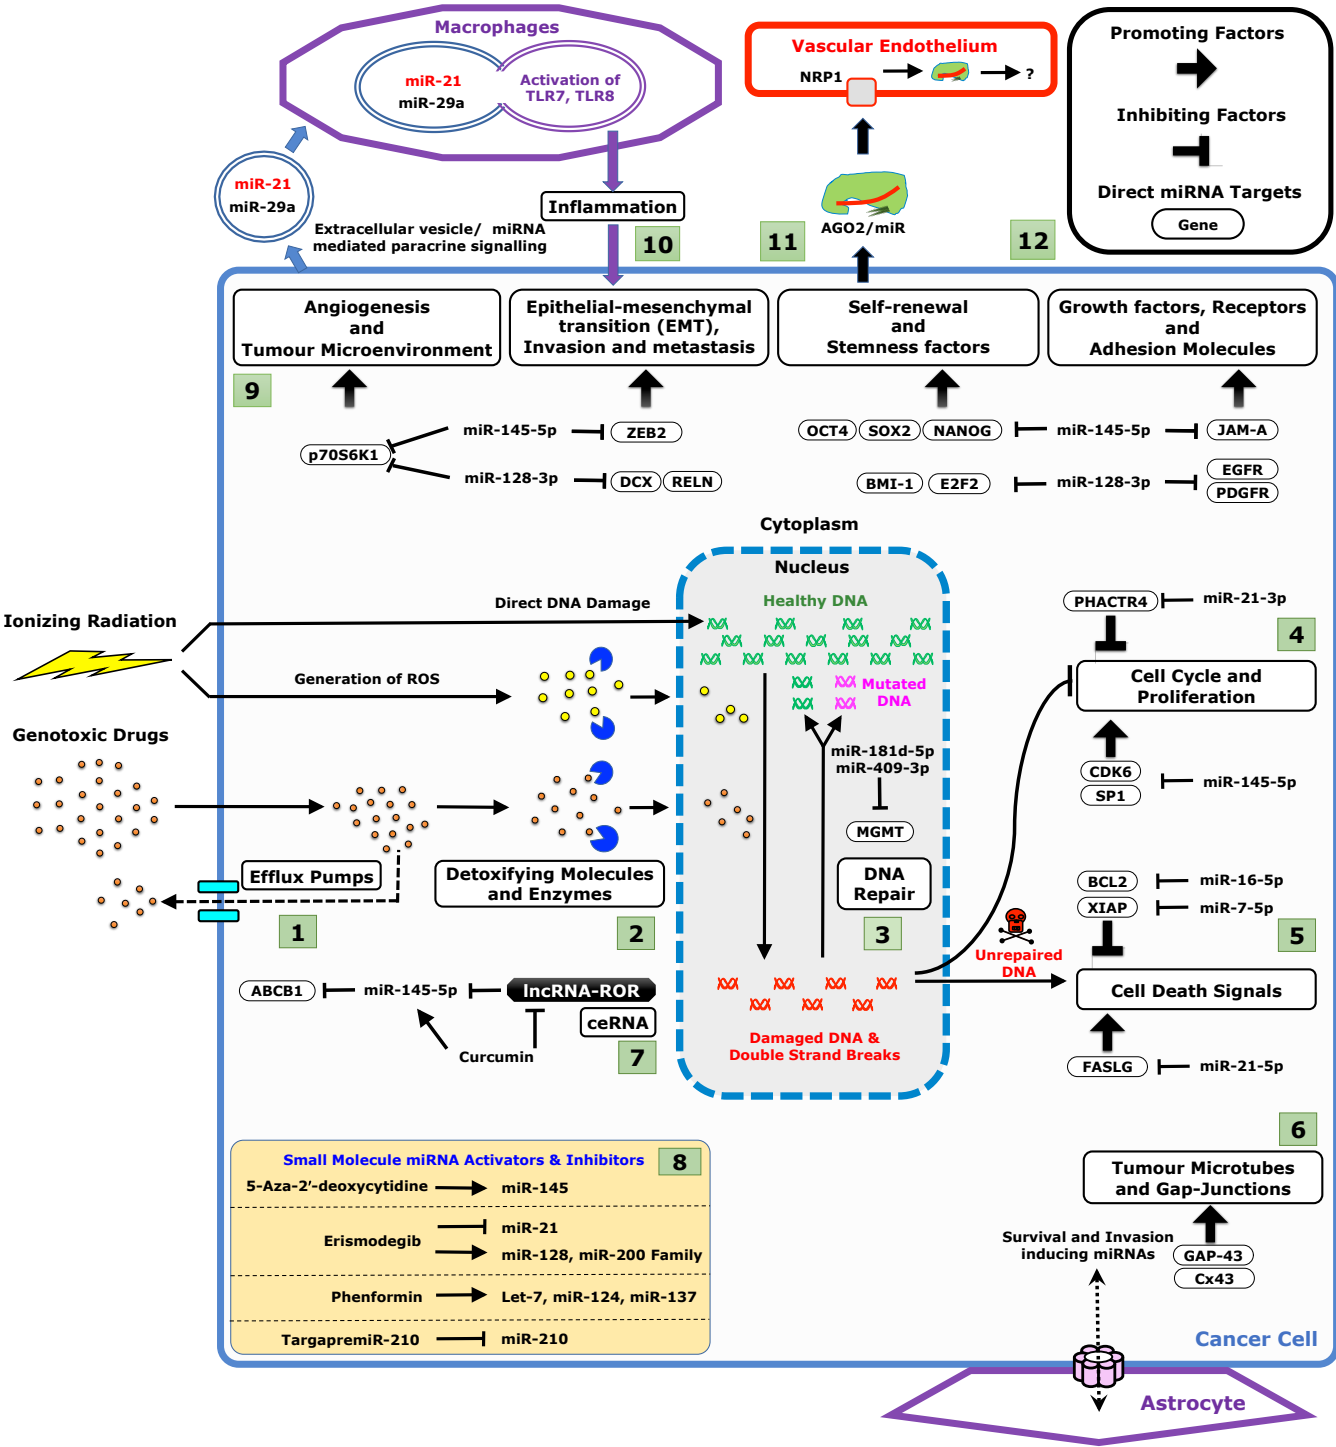 Macrophages
miR-21
miR-29a
Activation of
TLR7, TLR8
miR-21
miR-29a
Extracellular vesicle/ miRNA
mediated paracrine signalling
Inflammation
10
Vascular Endothelium
NRP1
?
AGO2/miR
11
12
Promoting Factors
Inhibiting Factors
Direct miRNA Targets
Gene
Angiogenesis
and
Tumour Microenvironment
Epithelial-mesenchymal
transition (EMT),
Invasion and metastasis
Self-renewal
and
Stemness factors
Growth factors, Receptors
and
Adhesion Molecules
9
p70S6K1
miR-145-5p
ZEB2
miR-128-3p
DCX
RELN
OCT4
SOX2
NANOG
miR-145-5p
JAM-A
BMI-1
E2F2
miR-128-3p
EGFR
PDGFR
Cytoplasm
Nucleus
Healthy DNA
Mutated
DNA
Ionizing Radiation
Direct DNA Damage
Generation of ROS
Genotoxic Drugs
miR-181d-5p
miR-409-3p
MGMT
DNA
Repair
3
Efflux Pumps
1
Detoxifying Molecules
and Enzymes
2
PHACTR4
miR-21-3p
4
Cell Cycle and
Proliferation
CDK6
SP1
miR-145-5p
BCL2
miR-16-5p
XIAP
miR-7-5p
5
Unrepaired
DNA
Cell Death Signals
FASLG
miR-21-5p
Damaged DNA &
Double Strand Breaks
ABCB1
miR-145-5p
lncRNA-ROR
ceRNA
Curcumin
7
Small Molecule miRNA Activators & Inhibitors
8
5-Aza-2'-deoxycytidine
miR-145
Erismodegib
miR-21
miR-128, miR-200 Family
Phenformin
Let-7, miR-124, miR-137
TargapremiR-210
miR-210
6
Tumour Microtubes
and Gap-Junctions
Survival and Invasion
inducing miRNAs
GAP-43
Cx43
Cancer Cell
Astrocyte